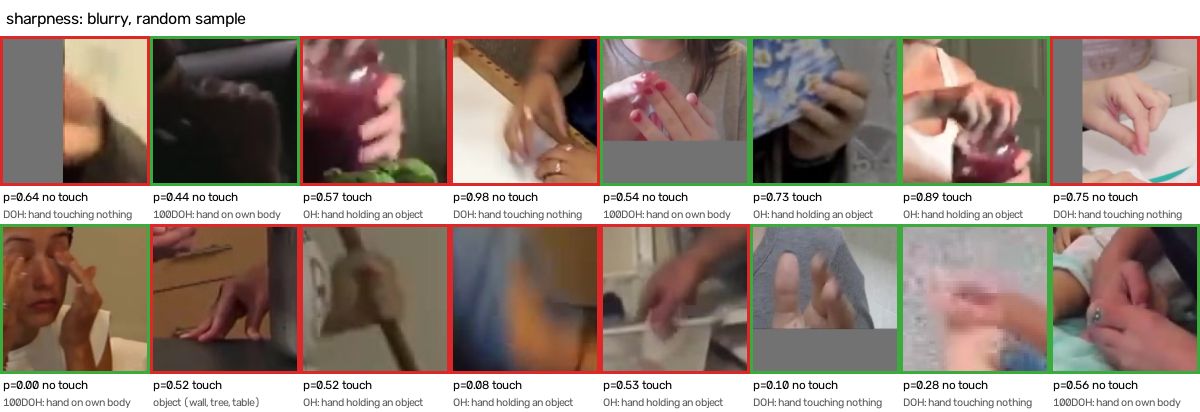 sharpness: blurry, random sample
p=0.64 no touch
p=0.44 no touch
p=0.57 touch
p=0.98 no touch
p=0.54 no touch
p=0.73 touch
p=0.89 touch
p=0.75 no touch
DOH: hand touching nothing
100DOH: hand on own body
OH: hand holding an object
DOH: hand touching nothing
100DOH: hand on own body
OH: hand holding an object
OH: hand holding an object
DOH: hand touching nothing
p=0.00 no touch
p=0.52 touch
p=0.52 touch
p=0.08 touch
p=0.53 touch
p=0.10 no touch
p=0.28 no touch
p=0.56 no touch
100DOH: hand on own body
object (wall, tree, table)
OH: hand holding an object
OH: hand holding an object
OH: hand holding an object
DOH: hand touching nothing
DOH: hand touching nothing
100DOH: hand on own body